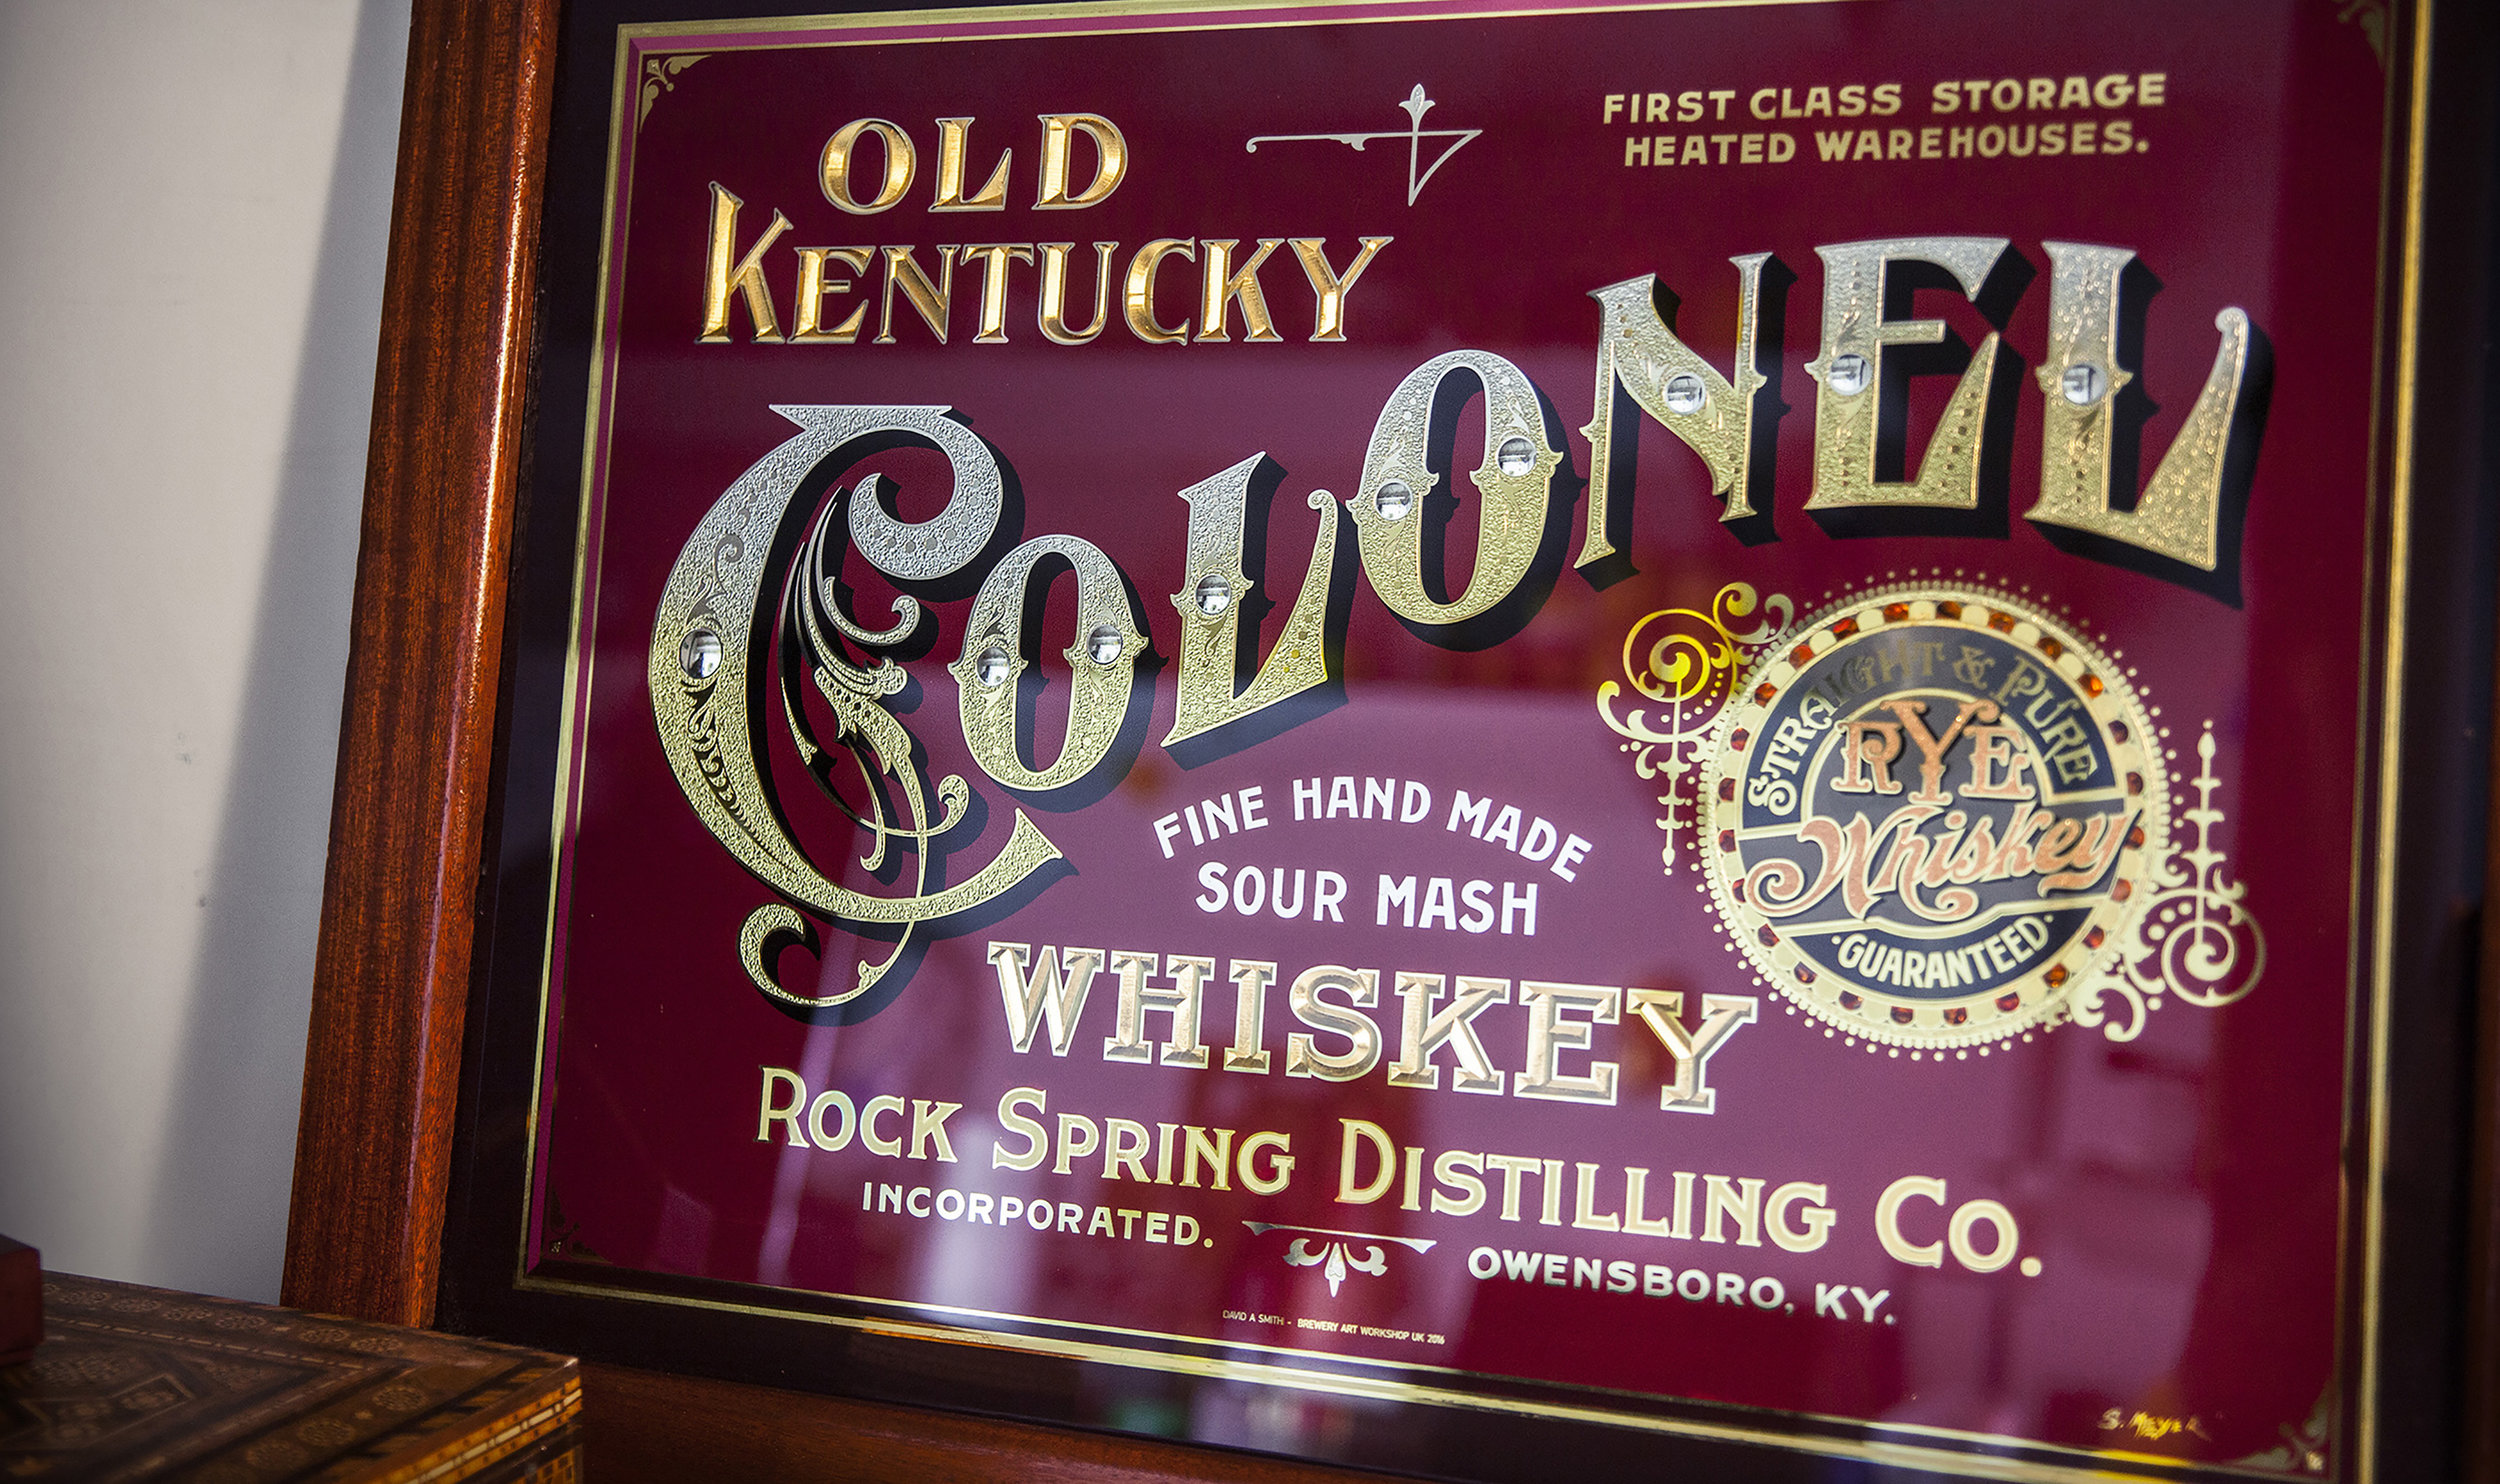 OLD
KENTUCKY
FIRST CLASS STORAGE
HEATED WAREHOUSES.
COLONEL
FINE HAND MADE
SOUR MASH
WHISKEY
STRAIGHT & PURE
RYE
Whiskey
·GUARANTEED·
ROCK SPRING DISTILLING CO.
INCORPORATED.
OWENSBORO, KY.
DAVID A SMITH - BREWERY ART WORKSHOP UK 2016
S. MEYER